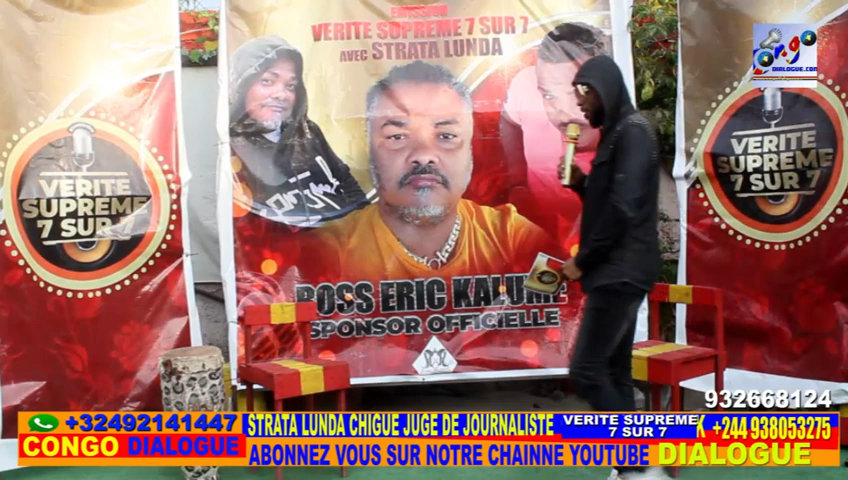 EMISSION
VERITE SUPREME 7 SUR 7
AVEC STRATA LUNDA
ngo
DIALOGUE.COM
VERITE
SUPREME
7 SUR 7
VERITE
SUPREME
7 SUR 7
BOSS ERIC KALUME
SPONSOR OFFICIELLE
932668124
+32492141447
STRATA LUNDA CHIGUE JUGE DE JOURNALISTE
VERITE SUPREME
7 SUR 7
K +244 938053275
CONGO DIALOGUE
ABONNEZ VOUS SUR NOTRE CHAINNE YOUTUBE
DIALOGUE